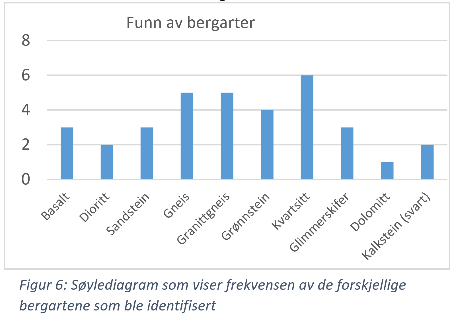 Funn av bergarter
8
6
4
2
0
Basalt
Dioritt
Sandstein
Gneis
Granittgneis
Grønnstein
Kvartsitt
Glimmerskifer
Dolomitt
Kalkstein (svart)
Figur 6: Søylediagram som viser frekvensen av de forskjellige
bergartene som ble identifisert